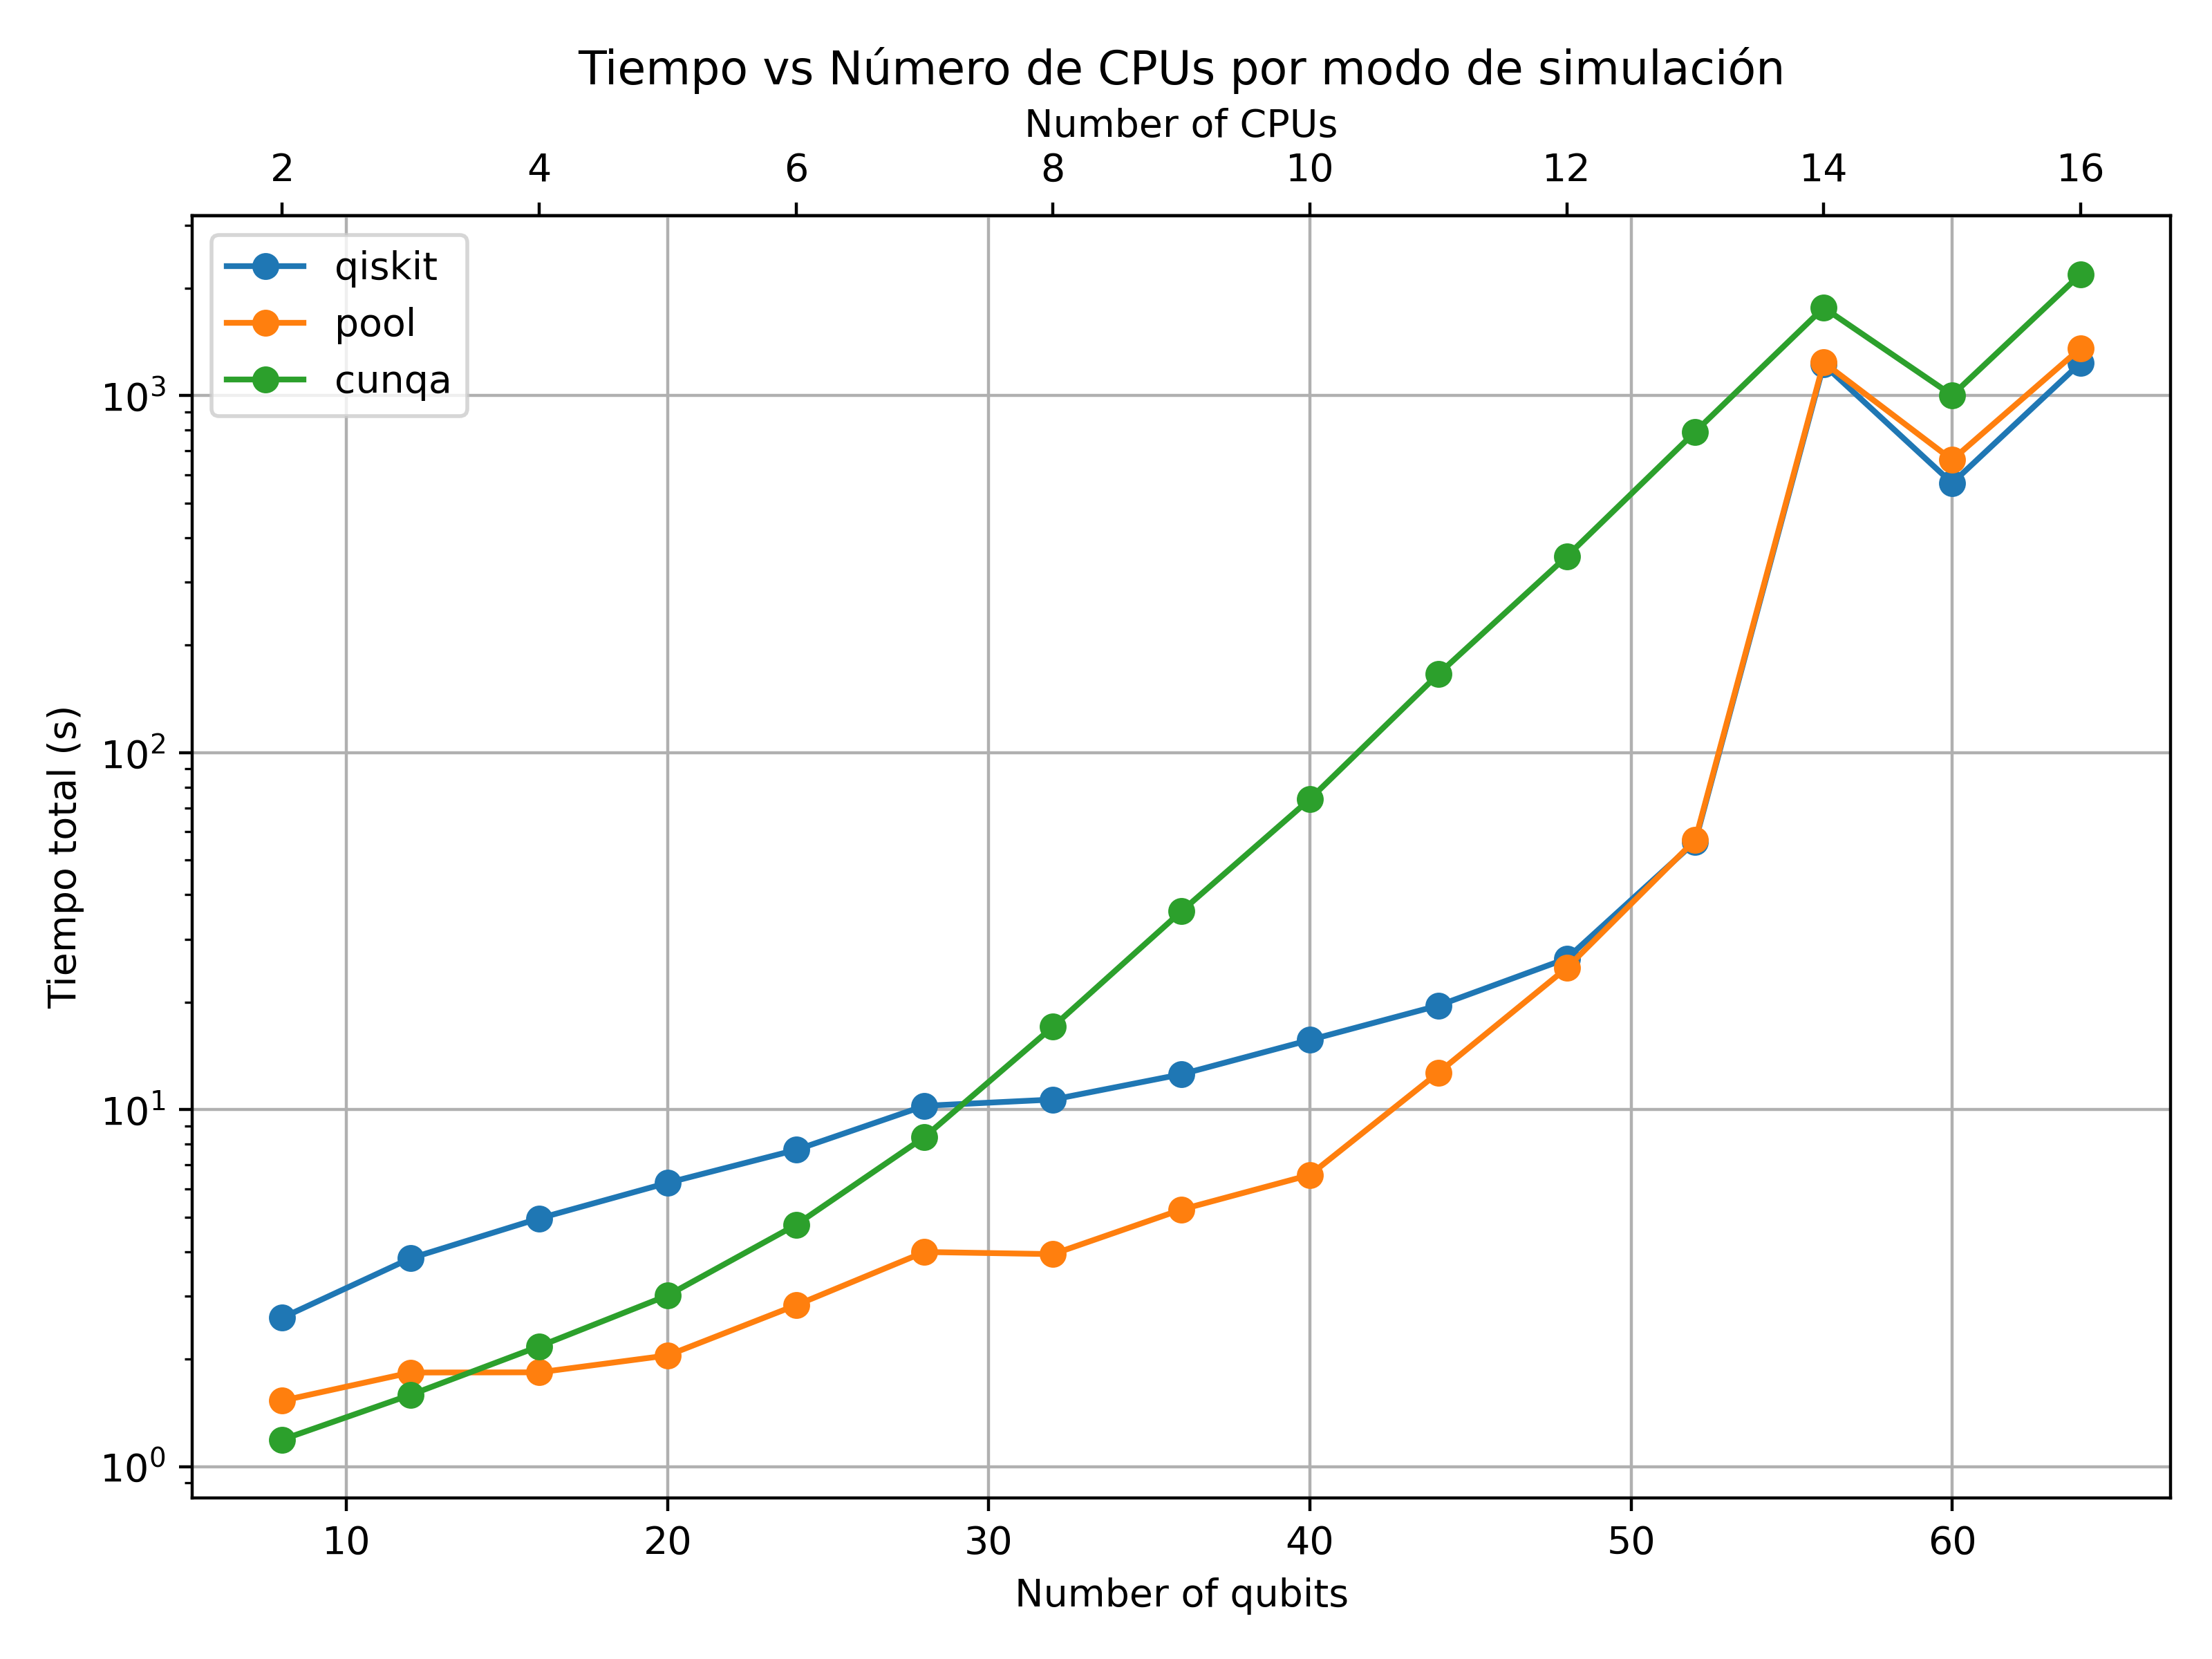 Tiempo vs Número de CPUs por modo de simulación
Number of CPUs
2 4 6 8 10 12 14 16
qiskit
pool
cunqa
10³
10²
10¹
10⁰
Tiempo total (s)
10 20 30 40 50 60
Number of qubits